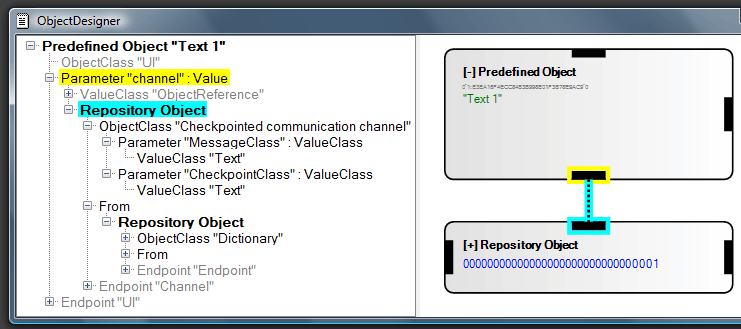 ObjectDesigner
Predefined Object "Text 1"
ObjectClass "UI"
Parameter "channel" : Value
ValueClass "ObjectReference"
Repository Object
ObjectClass "Checkpointed communication channel"
Parameter "MessageClass" : ValueClass
ValueClass "Text"
Parameter "CheckpointClass" : ValueClass
ValueClass "Text"
From
Repository Object
ObjectClass "Dictionary"
From
Endpoint "Endpoint"
Endpoint "Channel"
Endpoint "UI"
[-] Predefined Object
"Text 1"
[+] Repository Object